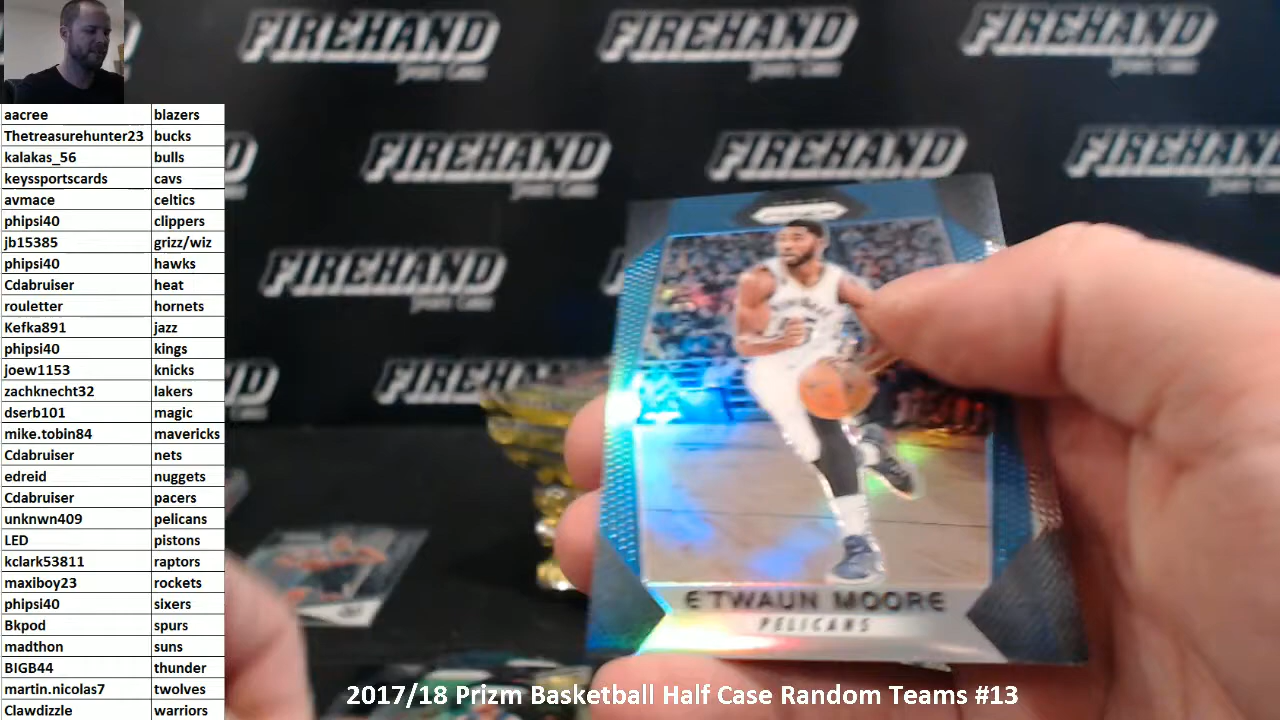 FIREHAND
FIREHAND
FIREHAND
FIREHAND
FIREHAND
FIREHAND
FIREHAND
FIREHAND
aacree blazers
Thetreasurehunter23 bucks
kalakas_56 bulls
keyssportscards cavs
avmace celtics
phipsi40 clippers
jb15385 grizz/wiz
phipsi40 hawks
Cdabruiser heat
rouletter hornets
Kefka891 jazz
phipsi40 kings
joew1153 knicks
zachknecht32 lakers
dserb101 magic
mike.tobin84 mavericks
Cdabruiser nets
edreid nuggets
Cdabruiser pacers
unknwn409 pelicans
LED pistons
kclark53811 raptors
maxiboy23 rockets
phipsi40 sixers
Bkpod spurs
madthon suns
BIGB44 thunder
martin.nicolas7 twolves
Clawdizzle warriors
E'TWAUN MOORE
PELICANS
2017/18 Prizm Basketball Half Case Random Teams #13